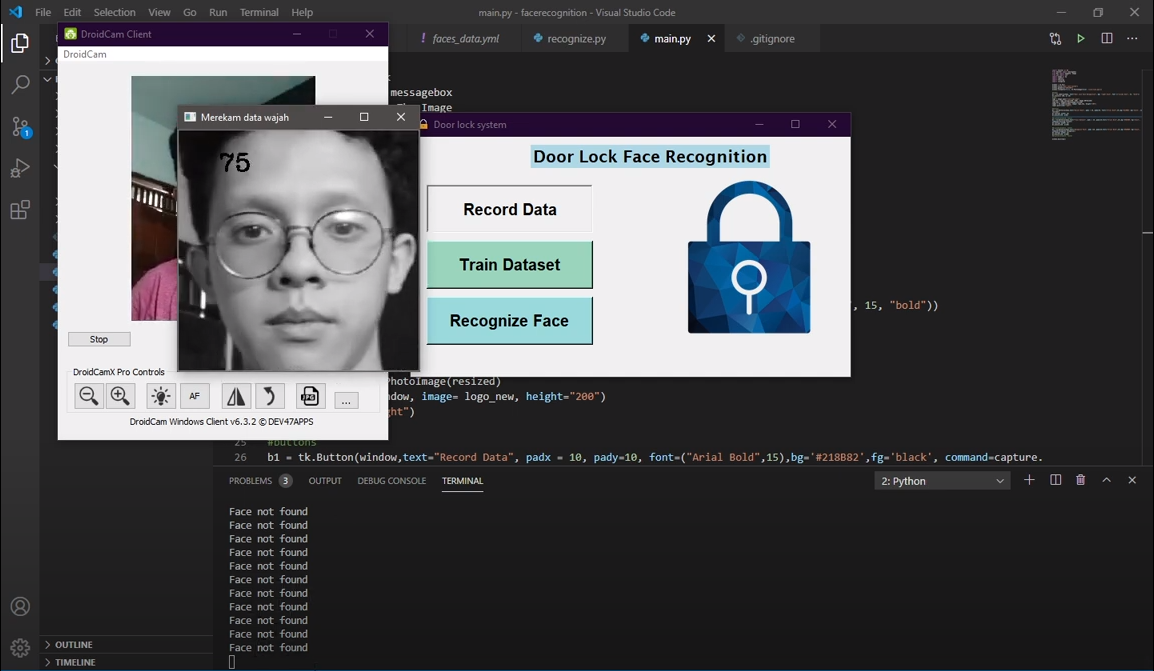 File Edit Selection View Go Run Terminal Help
main.py - facerecognition - Visual Studio Code
DroidCam Client
DroidCam
faces_data.yml
recognize.py
main.py
.gitignore
messagebox
Image
Merekam data wajah
75
Door lock system
Door Lock Face Recognition
Record Data
Train Dataset
Recognize Face
, 15, "bold"))
Stop
DroidCamX Pro Controls
AF
JPG
...
DroidCam Windows Client v6.3.2 © DEV47APPS
PhotoImage(resized)
ndow, image= logo_new, height="200")
ght")
25 #buttons
26 b1 = tk.Button(window,text="Record Data", padx = 10, pady=10, font=("Arial Bold",15),bg='#218B82',fg='black', command=capture.
PROBLEMS 3 OUTPUT DEBUG CONSOLE TERMINAL
2: Python
Face not found
Face not found
Face not found
Face not found
Face not found
Face not found
Face not found
Face not found
Face not found
Face not found
Face not found
1
OUTLINE
TIMELINE